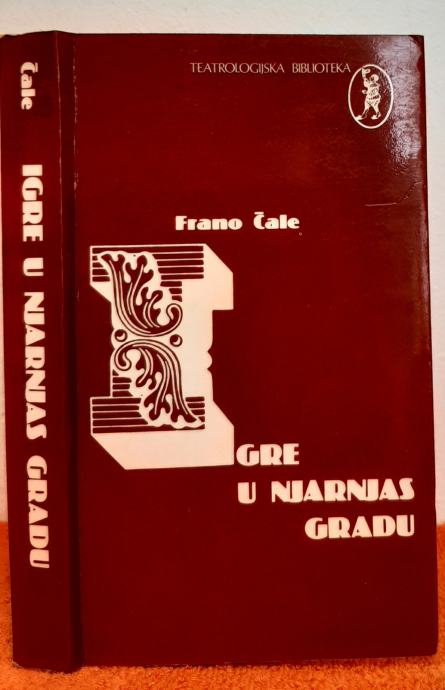 Čale
IGRE U NJARNJAS GRADU
TEATROLOGIJSKA BIBLIOTEKA
Frano Čale
IGRE
U NJARNJAS
GRADU